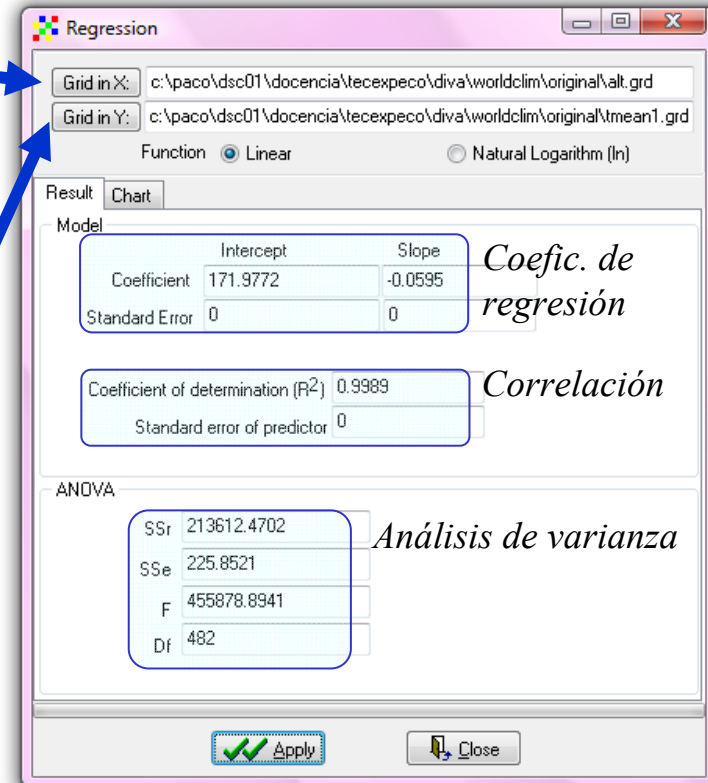 Regression
Grid in X: c:\paco\dsc01\docencia\tecexpeco\diva\worldclim\original\alt.grd
Grid in Y: c:\paco\dsc01\docencia\tecexpeco\diva\worldclim\original\tmean1.grd
Function Linear Natural Logarithm (ln)
Result Chart
Model
Intercept Slope
Coefficient 171.9772 -0.0595
Standard Error 0 0
Coefic. de
regresión
Coefficient of determination (R2) 0.9989
Standard error of predictor 0
Correlación
ANOVA
SSr 213612.4702
SSe 225.8521
F 455878.8941
Df 482
Análisis de varianza
Apply Close